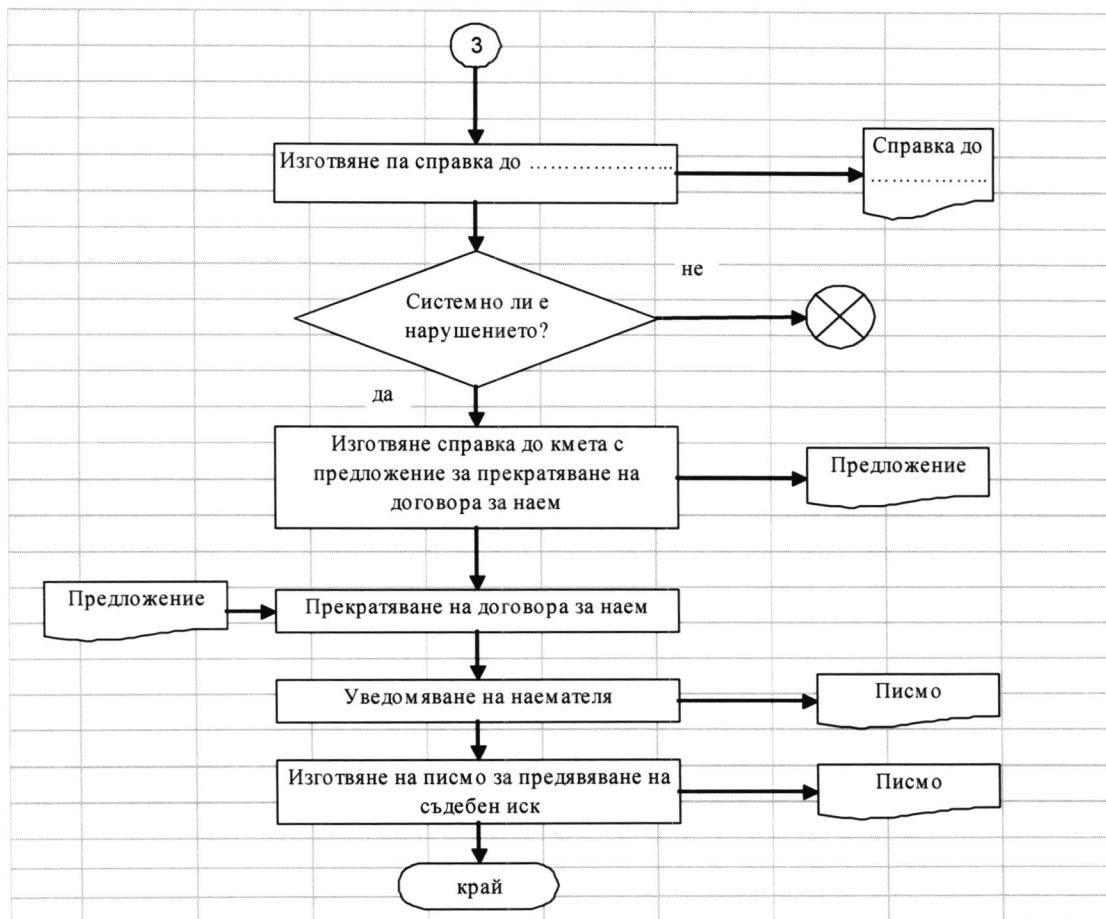 3
Изготвяне па справка до …………………..
Справка до
……………..
не
Системно ли е
нарушението?
да
Изготвяне справка до кмета с
предложение за прекратяване на
договора за наем
Предложение
Предложение
Прекратяване на договора за наем
Уведомяване на наемателя
Писмо
Изготвяне на писмо за предявяване на
съдебен иск
Писмо
край